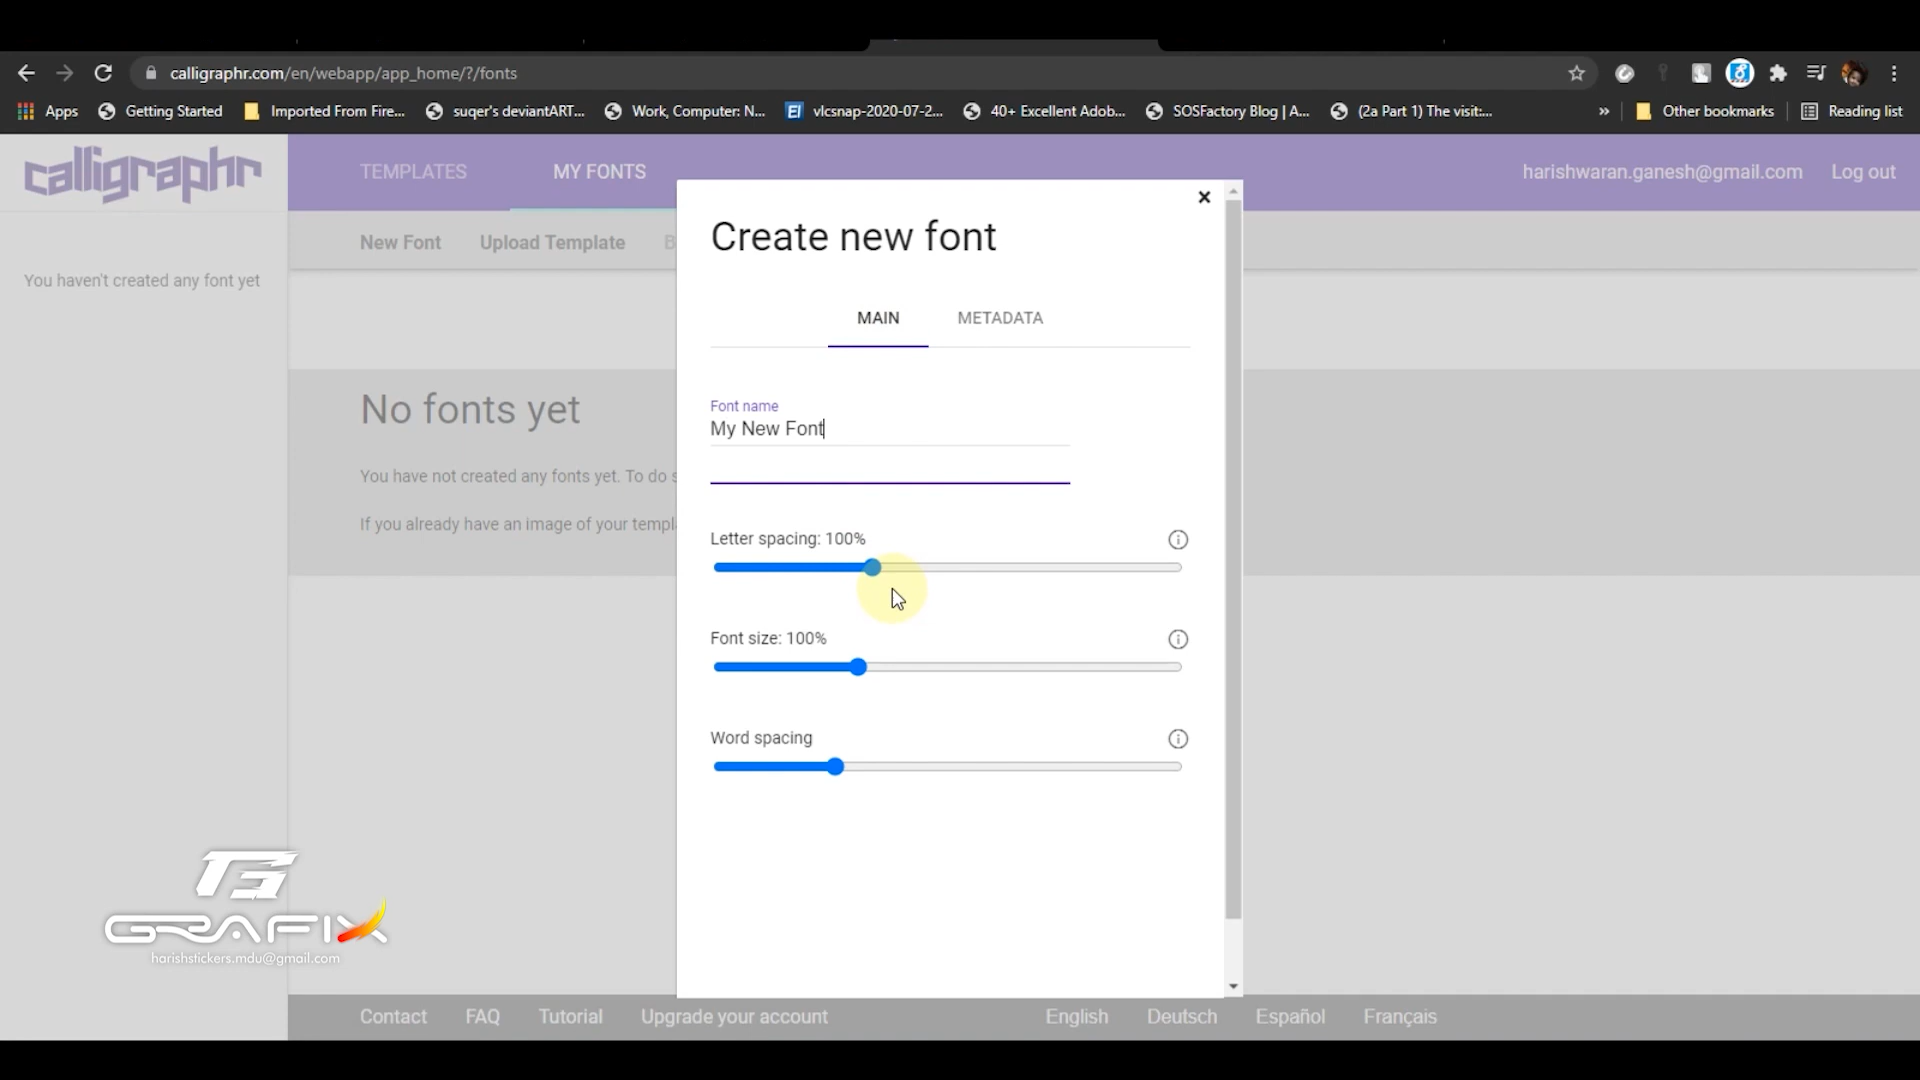 calligraphr.com/en/webapp/app_home/?/fonts
Apps Getting Started Imported From Fire... suqer's deviantART... Work, Computer: N... vlcsnap-2020-07-2... 40+ Excellent Adob... SOSFactory Blog | A... (2a Part 1) The visit:... » Other bookmarks Reading list
calligraphr TEMPLATES MY FONTS harishwaran.ganesh@gmail.com Log out
New Font Upload Template B
You haven't created any font yet
Create new font
MAIN METADATA
No fonts yet
Font name
My New Font
You have not created any fonts yet. To do s
If you already have an image of your templ
Letter spacing: 100%
Font size: 100%
Word spacing
GRAFIX
harishstickers.mdu@gmail.com
Contact FAQ Tutorial Upgrade your account English Deutsch Español Français